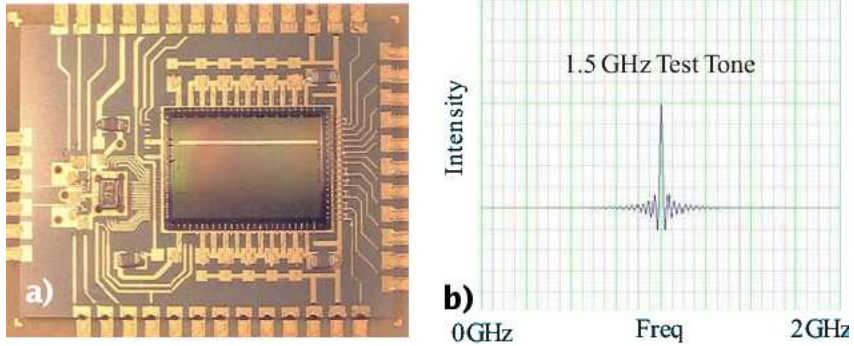 a)
1.5 GHz Test Tone
Intensity
b)
0GHz
Freq
2GHz